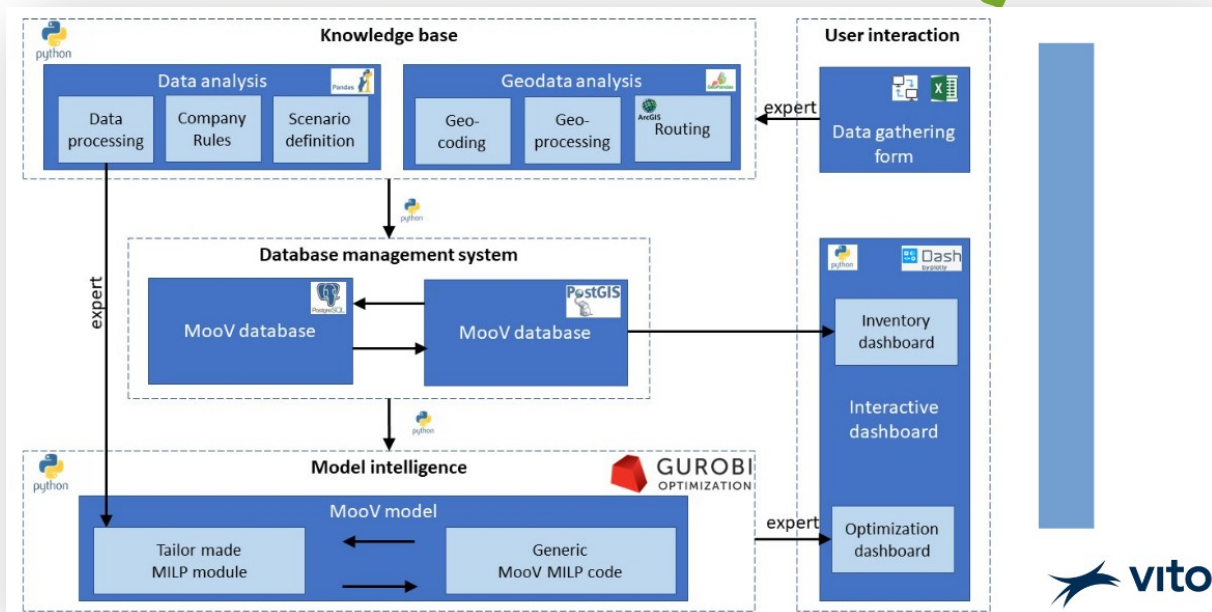 python
Knowledge base
Data analysis
Pandas
Data
processing
Company
Rules
Scenario
definition
Geodata analysis
GeoPandas
Geo-
coding
Geo-
processing
ArcGIS
Routing
User interaction
expert
Data gathering
form
python
Database management system
expert
PostgreSQL
MooV database
PostGIS
MooV database
python
Dash
by plotly
Inventory
dashboard
Interactive
dashboard
Optimization
dashboard
python
python
Model intelligence
GUROBI
OPTIMIZATION
MooV model
Tailor made
MILP module
Generic
MooV MILP code
expert
vito